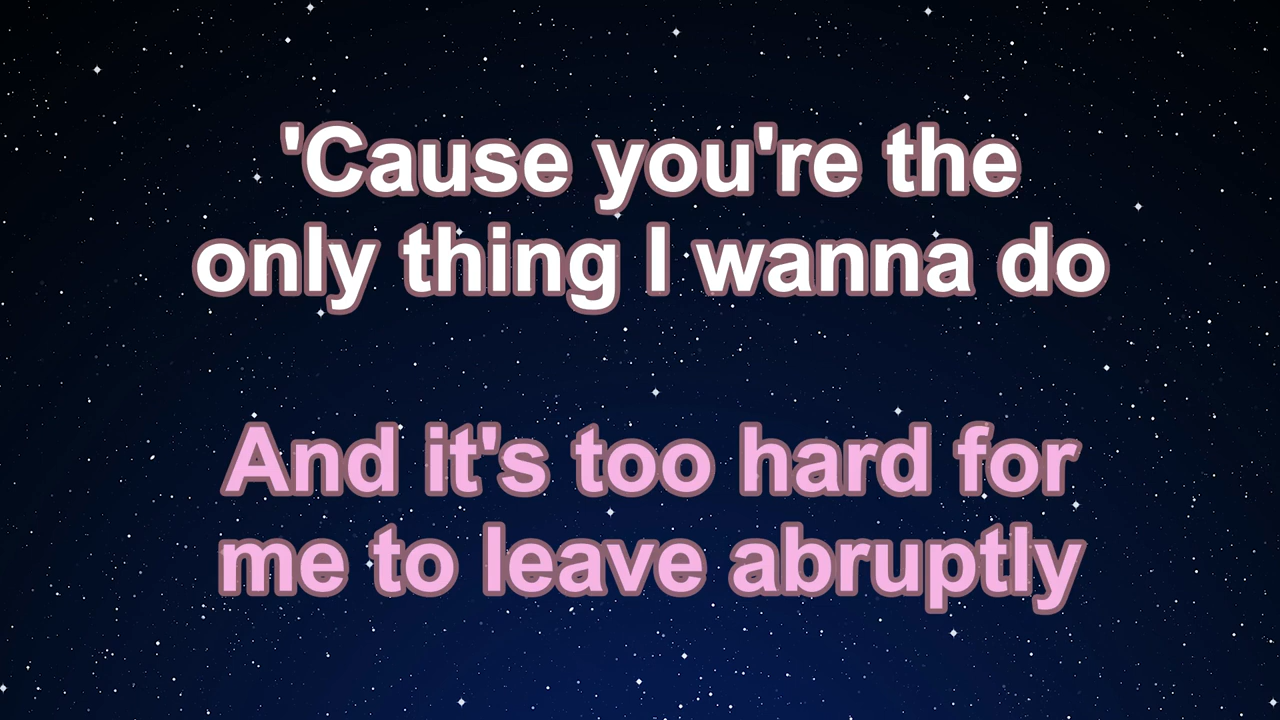 'Cause you're the
only thing I wanna do
And it's too hard for
me to leave abruptly